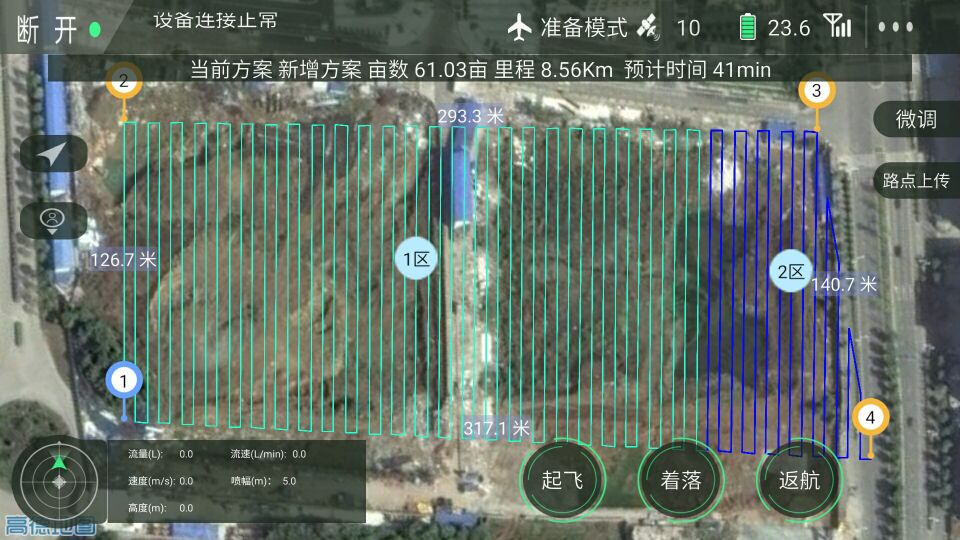 断 开
设备连接正常
准备模式
10
23.6
当前方案 新增方案 亩数 61.03亩 里程 8.56Km 预计时间 41min
2
3
293.3 米
微调
路点上传
126.7 米
1区
2区
140.7 米
1
4
317.1 米
流量(L): 0.0 流速(L/min): 0.0
速度(m/s): 0.0 喷幅(m): 5.0
高度(m): 0.0
起飞
着落
返航
高德地图